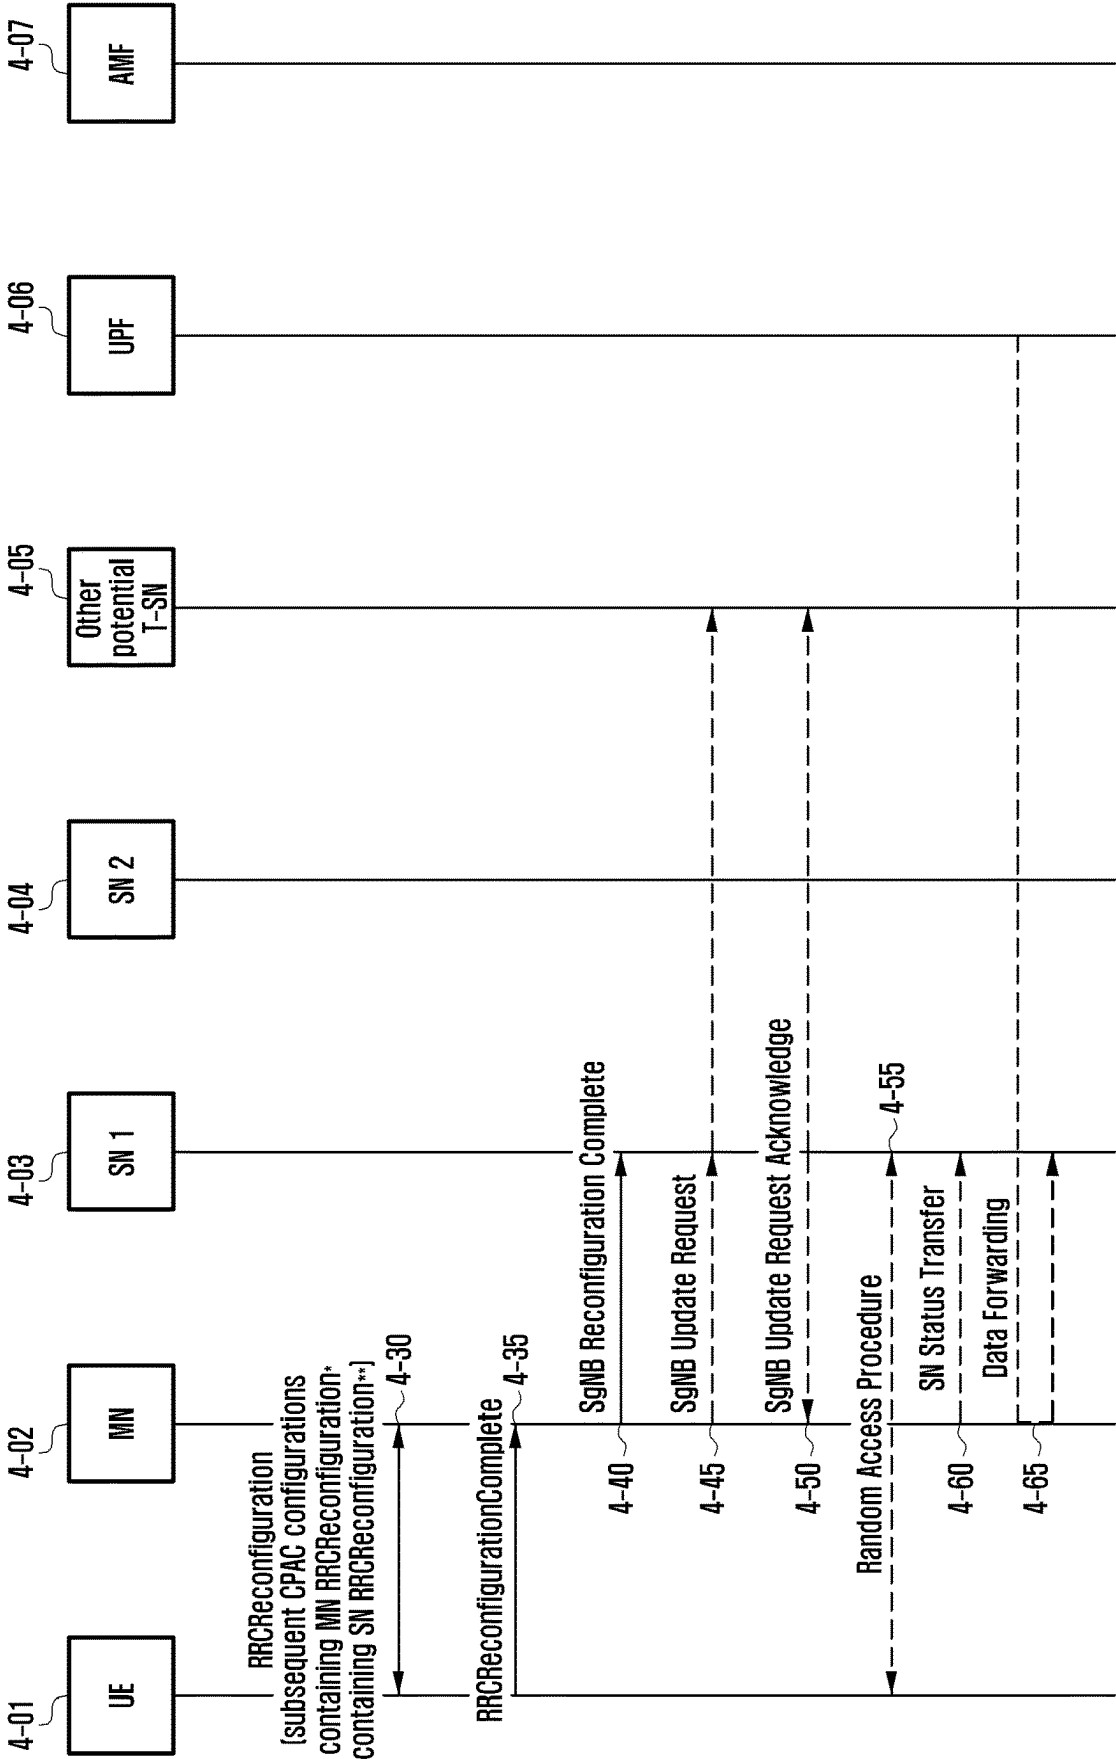 4-01
4-02
4-03
4-04
4-05
4-06
4-07
UE
MN
SN 1
SN 2
Other
potential
T-SN
UPF
AMF
RRCReconfiguration
(subsequent CPAC configurations
containing MN RRCReconfiguration*
containing SN RRCReconfiguration**)
4-30
RRCReconfigurationComplete
4-35
SgNB Reconfiguration Complete
4-40
SgNB Update Request
4-45
SgNB Update Request Acknowledge
4-50
Random Access Procedure
4-55
SN Status Transfer
4-60
Data Forwarding
4-65